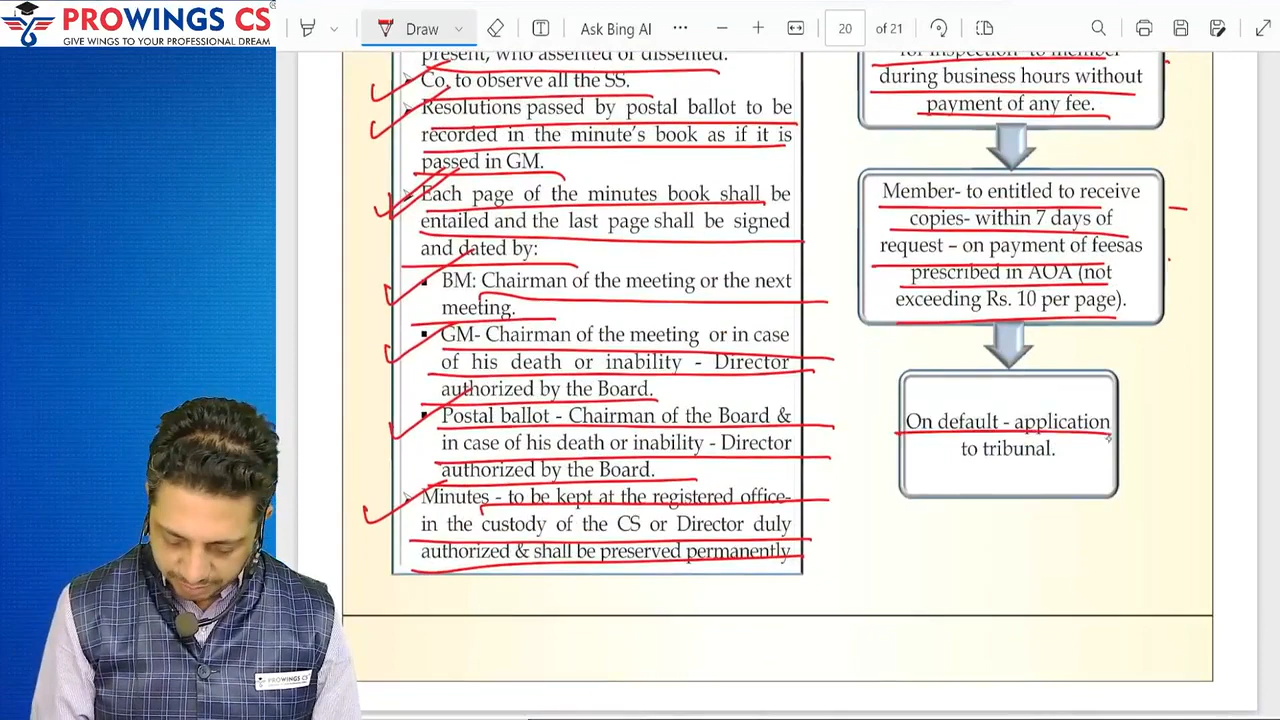 PROWINGS CS
GIVE WINGS TO YOUR PROFESSIONAL DREAM
Draw
Ask Bing AI
20
of 21
present, who assented or dissented.
Co. to observe all the SS.
Resolutions passed by postal ballot to be
recorded in the minute's book as if it is
passed in GM.
Each page of the minutes book shall be
entailed and the last page shall be signed
and dated by:
BM: Chairman of the meeting or the next
meeting.
GM- Chairman of the meeting or in case
of his death or inability - Director
authorized by the Board.
Postal ballot - Chairman of the Board &
in case of his death or inability - Director
authorized by the Board.
Minutes - to be kept at the registered office-
in the custody of the CS or Director duly
authorized & shall be preserved permanently
for inspection to member
during business hours without
payment of any fee.
Member- to entitled to receive
copies- within 7 days of
request – on payment of feesas
prescribed in AOA (not
exceeding Rs. 10 per page).
On default - application
to tribunal.
PROWINGS CS